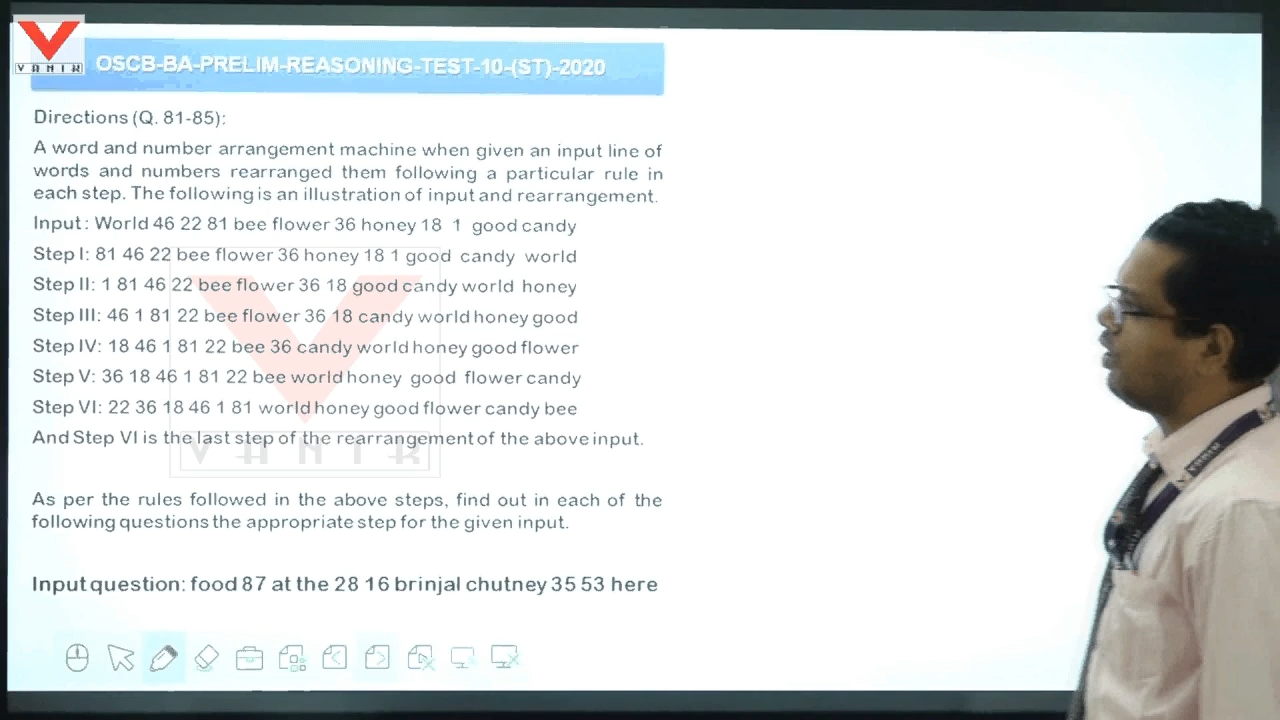 VANIK
OSCB-BA-PRELIM-REASONING-TEST-10-(ST)-2020
Directions (Q. 81-85):
A word and number arrangement machine when given an input line of
words and numbers rearranged them following a particular rule in
each step. The following is an illustration of input and rearrangement.
Input: World 46 22 81 bee flower 36 honey 18 1 good candy
Step I: 81 46 22 bee flower 36 honey 18 1 good candy world
Step II: 1 81 46 22 bee flower 36 18 good candy world honey
Step III: 46 1 81 22 bee flower 36 18 candy world honey good
Step IV: 18 46 1 81 22 bee 36 candy world honey good flower
Step V: 36 18 46 1 81 22 bee world honey good flower candy
Step VI: 22 36 18 46 1 81 world honey good flower candy bee
And Step VI is the last step of the rearrangement of the above input.
VANIK
As per the rules followed in the above steps, find out in each of the
following questions the appropriate step for the given input.
Input question: food 87 at the 28 16 brinjal chutney 35 53 here
VANIK